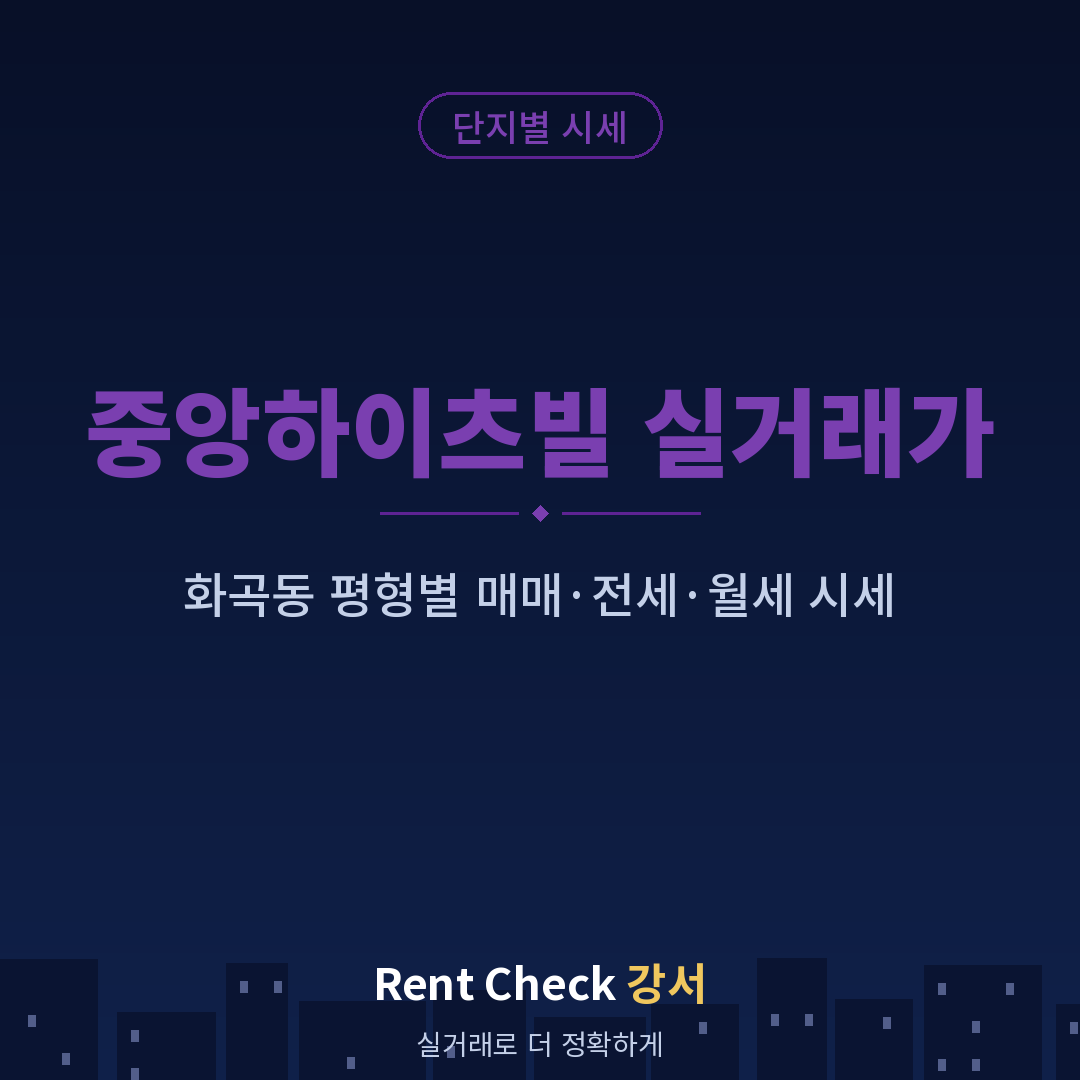 단지별 시세
중앙하이츠빌 실거래가
화곡동 평형별 매매·전세·월세 시세
Rent Check 강서
실거래로 더 정확하게